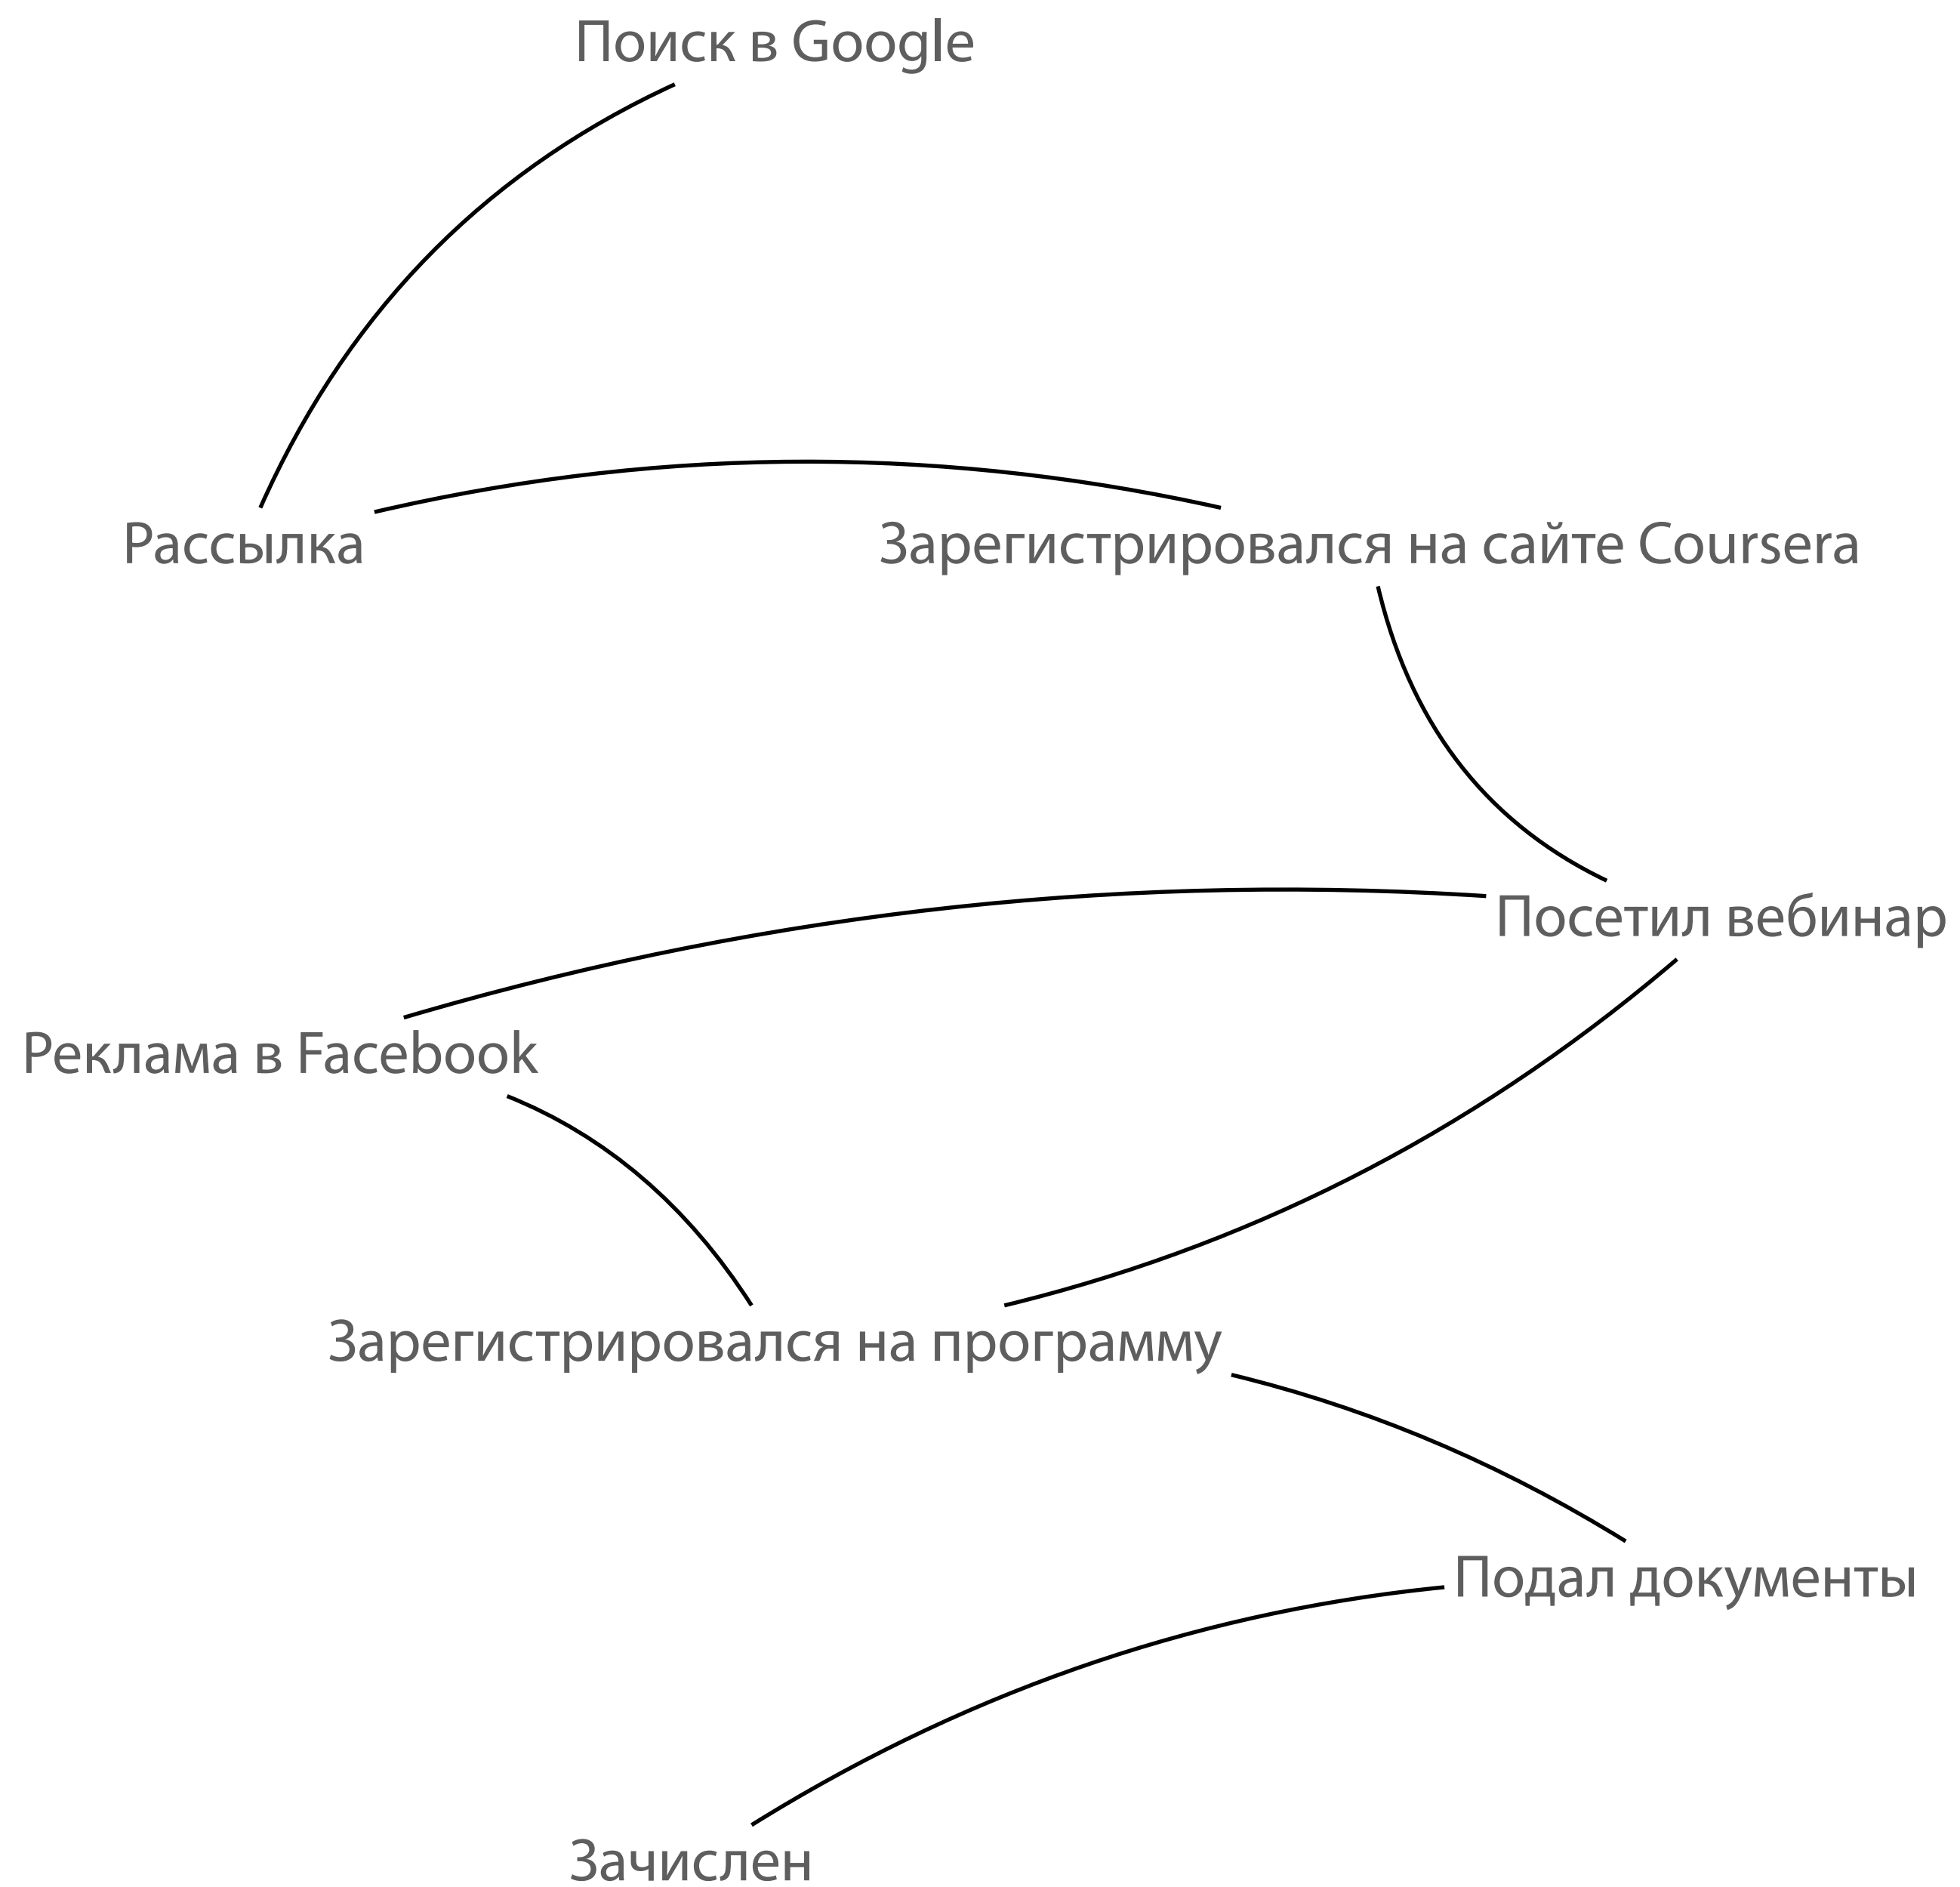 Поиск в Google
Рассылка
Зарегистрировался на сайте Coursera
Посетил вебинар
Реклама в Facebook
Зарегистрировался на программу
Подал документы
Зачислен